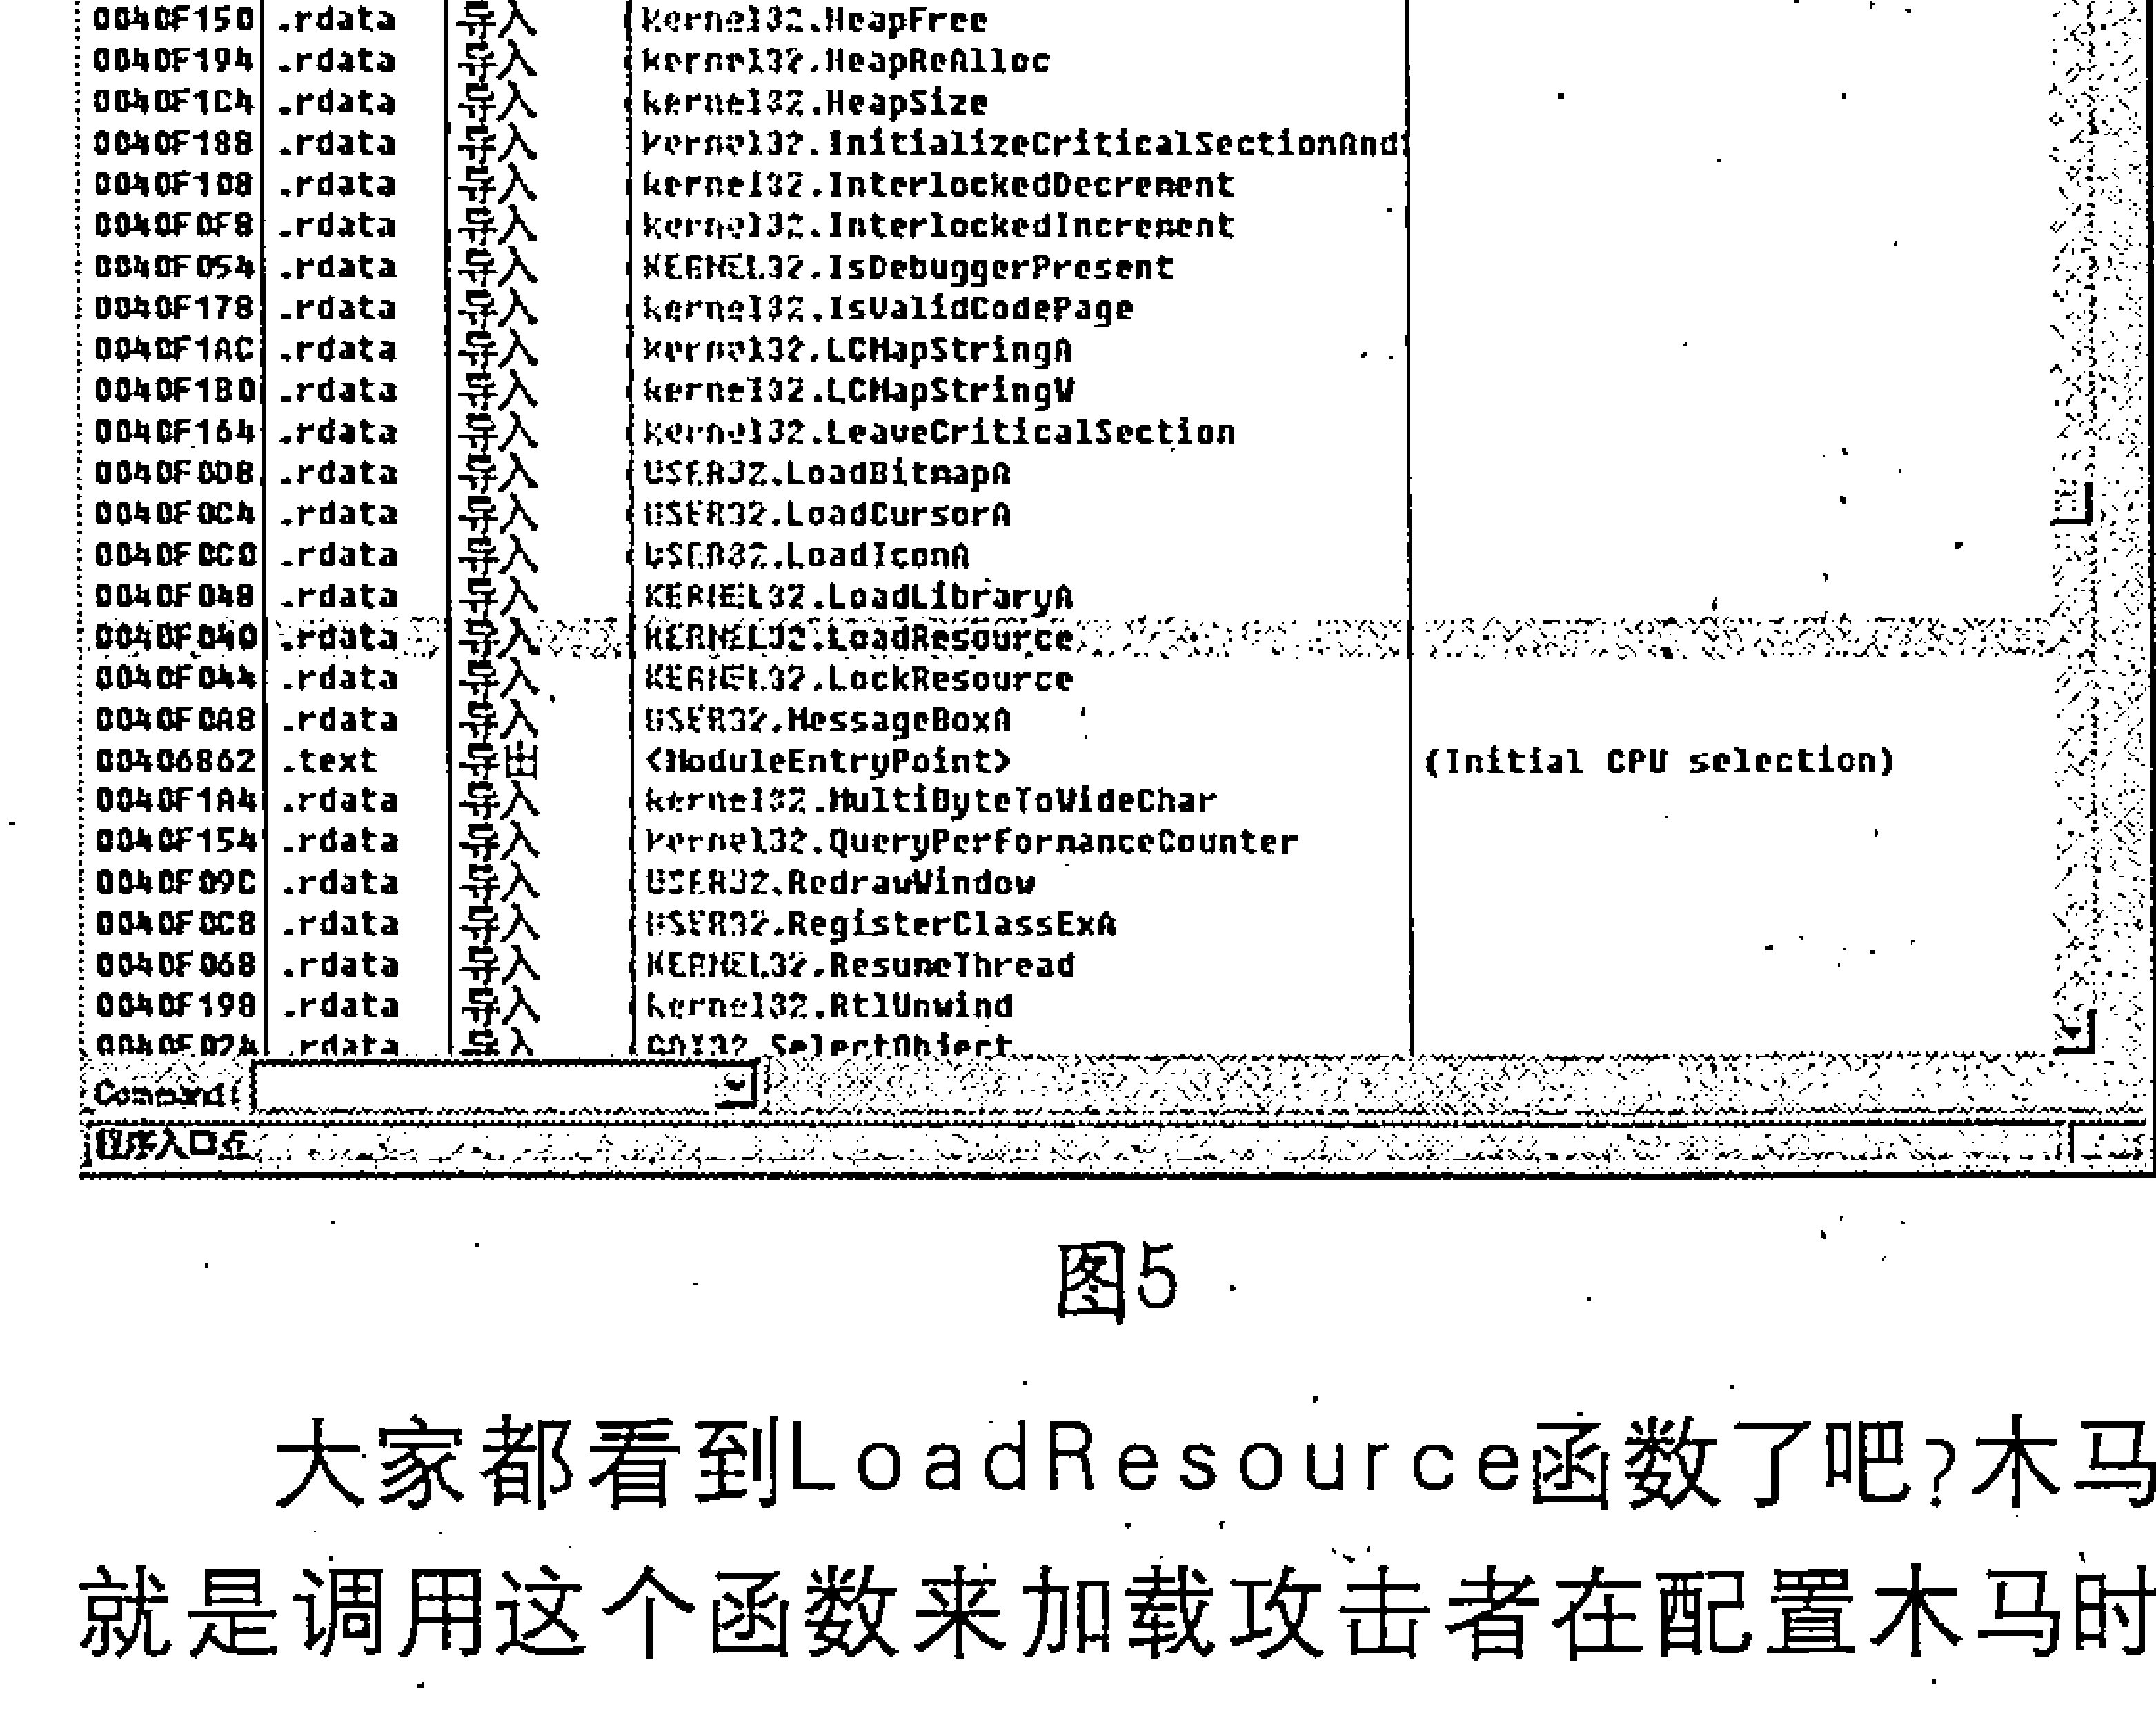 0040F150 .rdata 导入 kernel32.HeapFree
0040F194 .rdata 导入 kernel32.HeapReAlloc
0040F1C4 .rdata 导入 kernel32.HeapSize
0040F188 .rdata 导入 kernel32.InitializeCriticalSectionAnd
0040F108 .rdata 导入 kernel32.InterlockedDecrement
0040F0F8 .rdata 导入 kernel32.InterlockedIncrement
0040F054 .rdata 导入 KERNEL32.IsDebuggerPresent
0040F178 .rdata 导入 kernel32.IsValidCodePage
0040F1AC .rdata 导入 kernel32.LCMapStringA
0040F1B0 .rdata 导入 kernel32.LCMapStringW
0040F164 .rdata 导入 kernel32.LeaveCriticalSection
0040F0D8 .rdata 导入 USER32.LoadBitmapA
0040F0C4 .rdata 导入 USER32.LoadCursorA
0040F0C0 .rdata 导入 USER32.LoadIconA
0040F048 .rdata 导入 KERNEL32.LoadLibraryA
0040F040 .rdata 导入 KERNEL32.LoadResource
0040F044 .rdata 导入 KERNEL32.LockResource
0040F0A8 .rdata 导入 USER32.MessageBoxA
00406862 .text 导出 <ModuleEntryPoint> (Initial CPU selection)
0040F1A4 .rdata 导入 kernel32.MultiByteToWideChar
0040F154 .rdata 导入 kernel32.QueryPerformanceCounter
0040F09C .rdata 导入 USER32.RedrawWindow
0040F0C8 .rdata 导入 USER32.RegisterClassExA
0040F068 .rdata 导入 KERNEL32.ResumeThread
0040F198 .rdata 导入 kernel32.RtlUnwind
.rdata 导入 GDI32.SelectObject
Command:
程序入口点
图5
大家都看到LoadResource函数了吧?木马
就是调用这个函数来加载攻击者在配置木马时